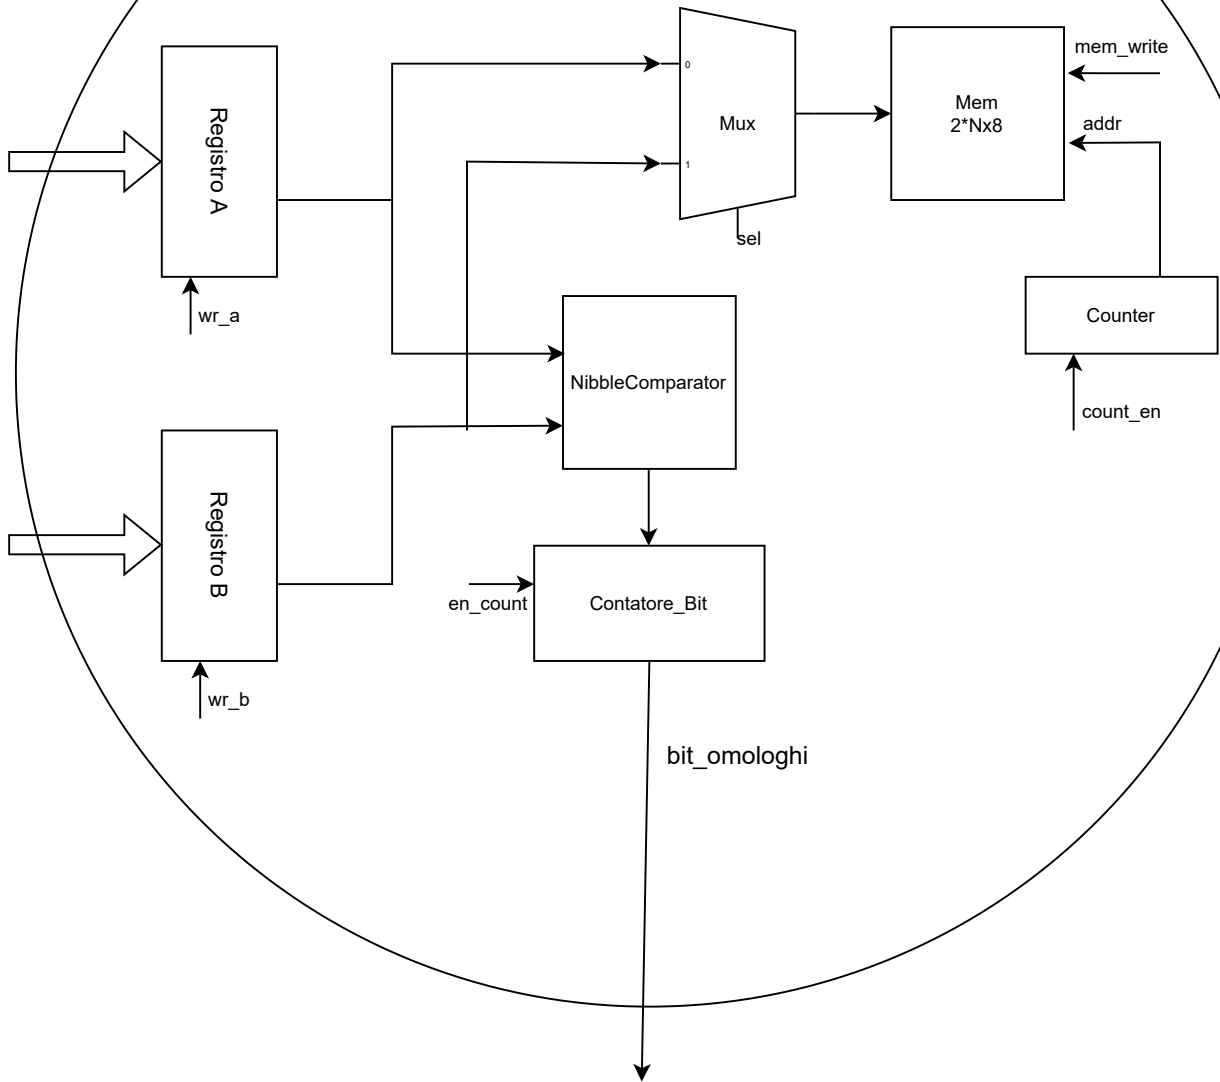 mem_write
0
Mem
2*Nx8
Registro A
Mux
addr
1
sel
wr_a
Counter
NibbleComparator
count_en
Registro B
en_count
Contatore_Bit
wr_b
bit_omologhi